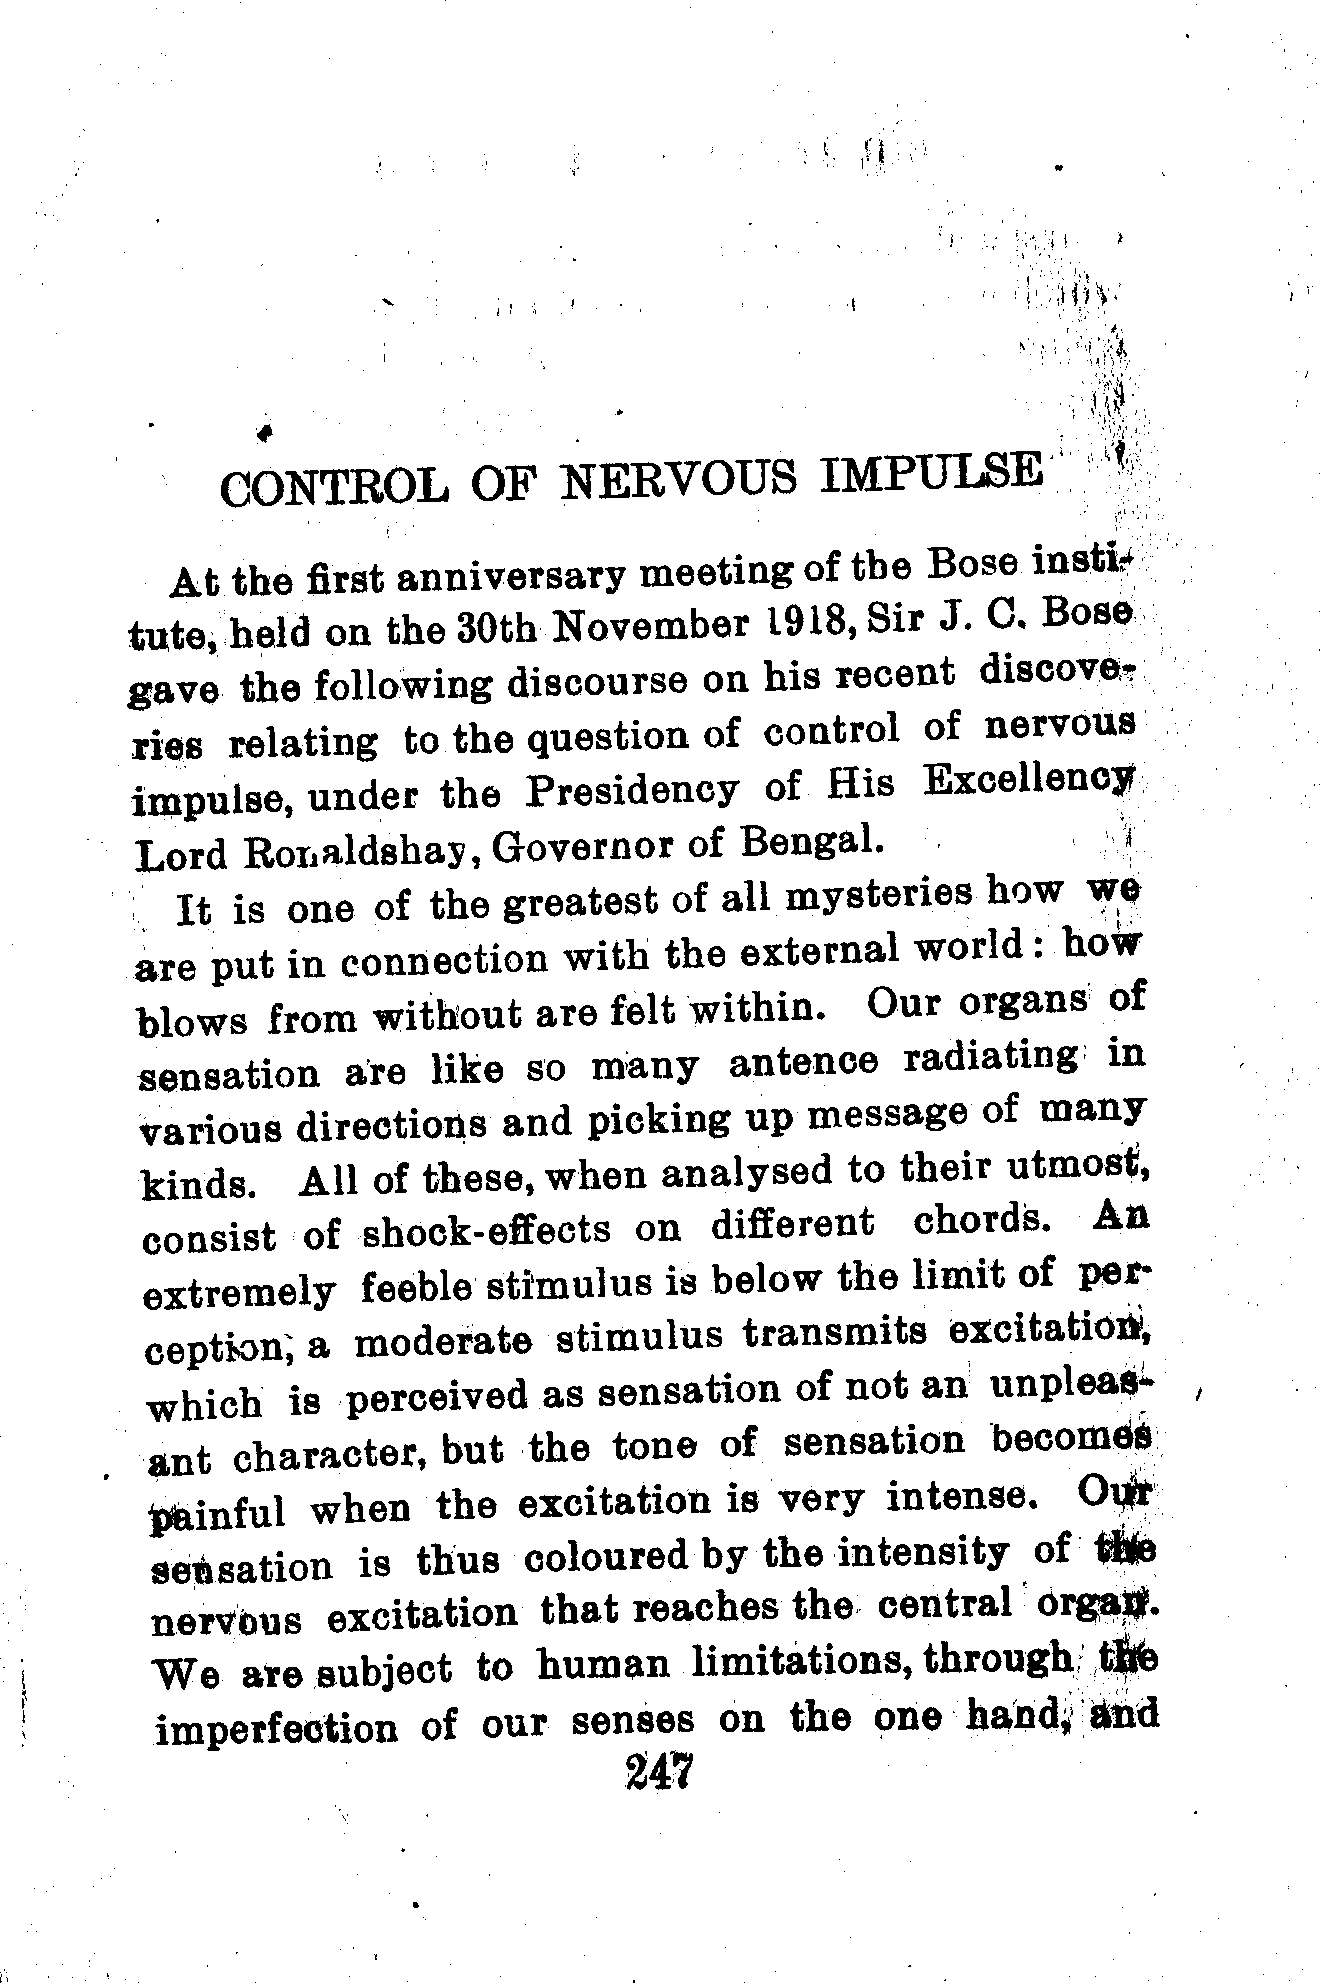 CONTROL OF NERVOUS IMPULSE
At the first anniversary meeting of the Bose insti-
tute, held on the 30th November 1918, Sir J. C. Bose
gave the following discourse on his recent discove-
ries relating to the question of control of nervous
impulse, under the Presidency of His Excellency
Lord Ronaldshay, Governor of Bengal.
It is one of the greatest of all mysteries how we
are put in connection with the external world : how
blows from without are felt within. Our organs of
sensation are like so many antence radiating in
various directions and picking up message of many
kinds. All of these, when analysed to their utmost,
consist of shock-effects on different chords. An
extremely feeble stimulus is below the limit of per-
ception; a moderate stimulus transmits excitation,
which is perceived as sensation of not an unpleas-
ant character, but the tone of sensation becomes
painful when the excitation is very intense. Our
sensation is thus coloured by the intensity of the
nervous excitation that reaches the central organ.
We are subject to human limitations, through the
imperfection of our senses on the one hand, and
247